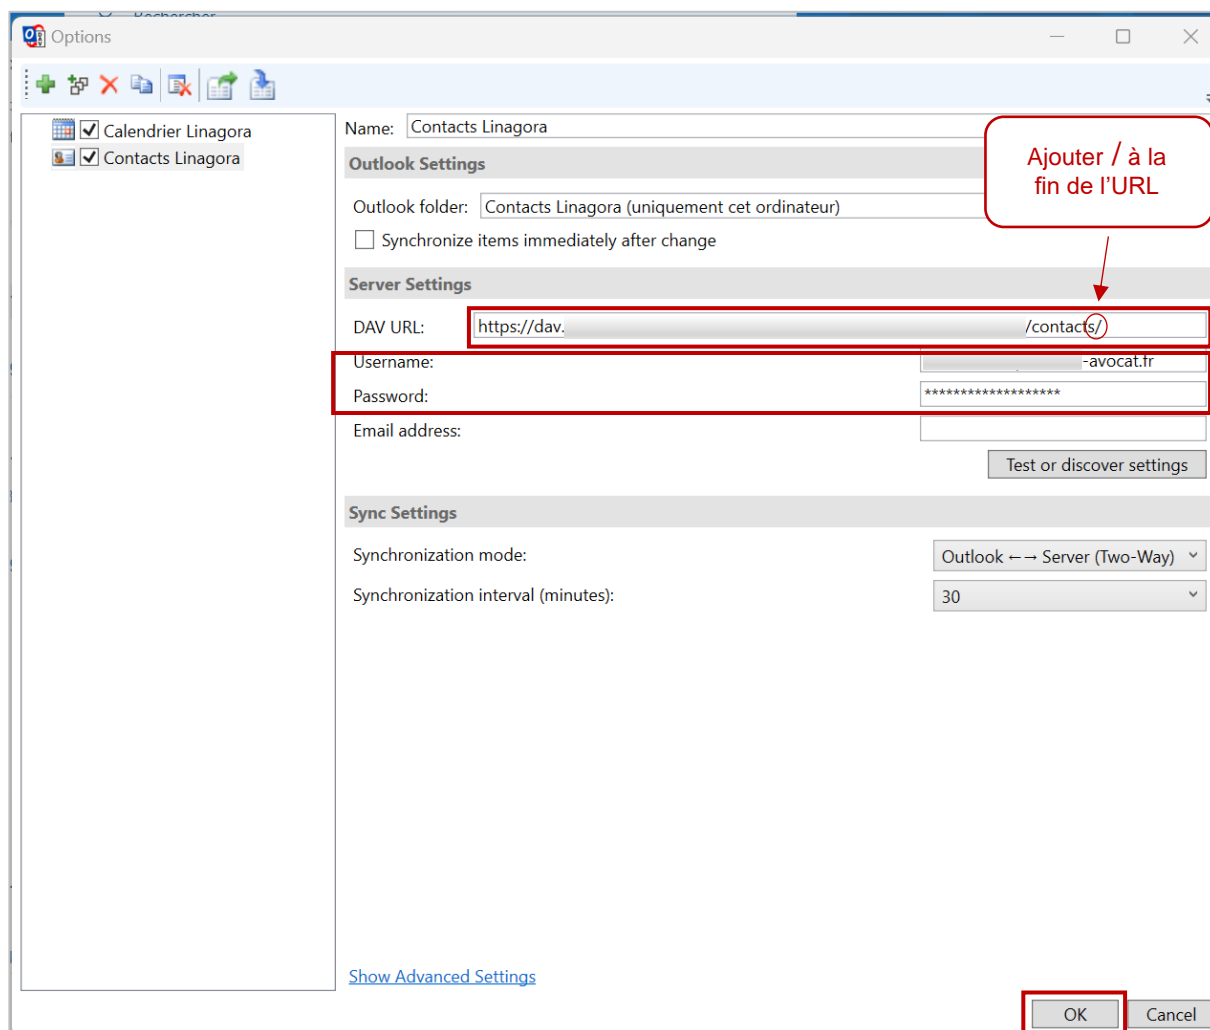 Rechercher
Options
Calendrier Linagora
Contacts Linagora
Name: Contacts Linagora
Outlook Settings
Ajouter / à la
fin de l'URL
Outlook folder: Contacts Linagora (uniquement cet ordinateur)
Synchronize items immediately after change
Server Settings
DAV URL: https://dav. /contacts/
Username: -avocat.fr
Password: *******************
Email address:
Test or discover settings
Sync Settings
Synchronization mode: Outlook ←→ Server (Two-Way)
Synchronization interval (minutes): 30
Show Advanced Settings
OK Cancel